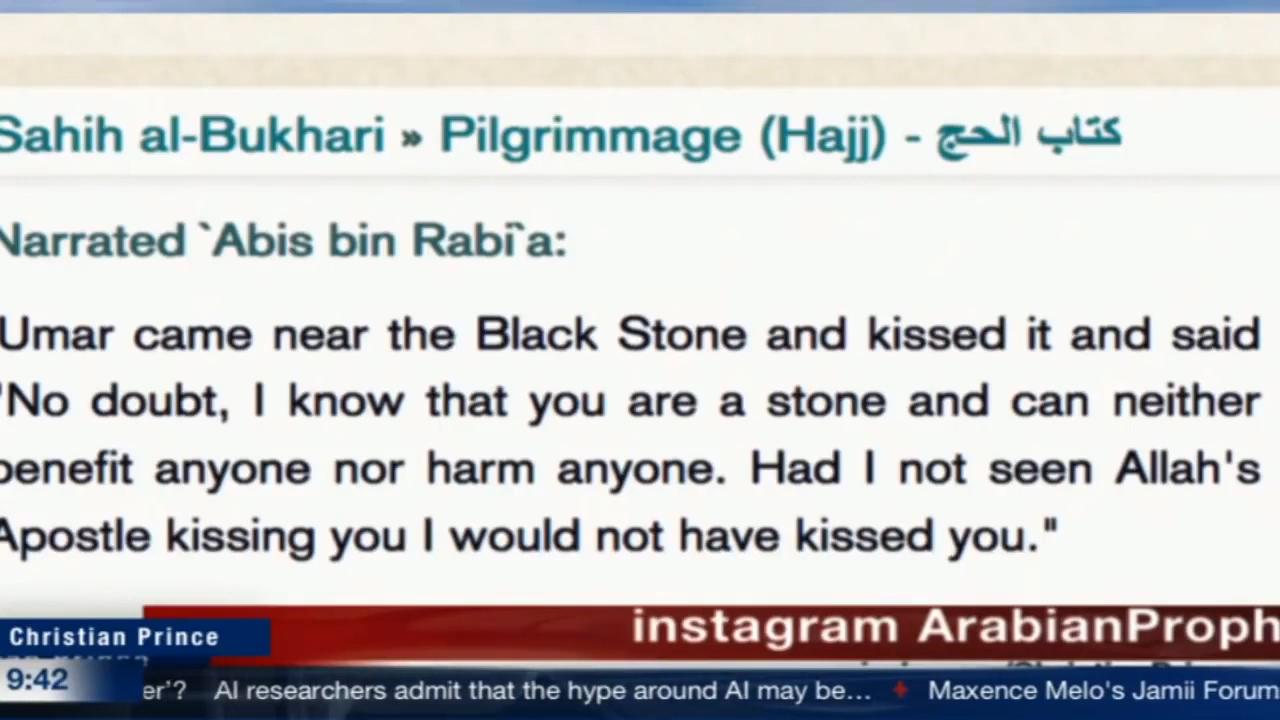 Sahih al-Bukhari » Pilgrimmage (Hajj) - كتاب الحج
Narrated `Abis bin Rabi`a:
Umar came near the Black Stone and kissed it and said
"No doubt, I know that you are a stone and can neither
benefit anyone nor harm anyone. Had I not seen Allah's
Apostle kissing you I would not have kissed you."
instagram ArabianProph
Christian Prince
9:42
er’? AI researchers admit that the hype around AI may be... Maxence Melo's Jamii Forum